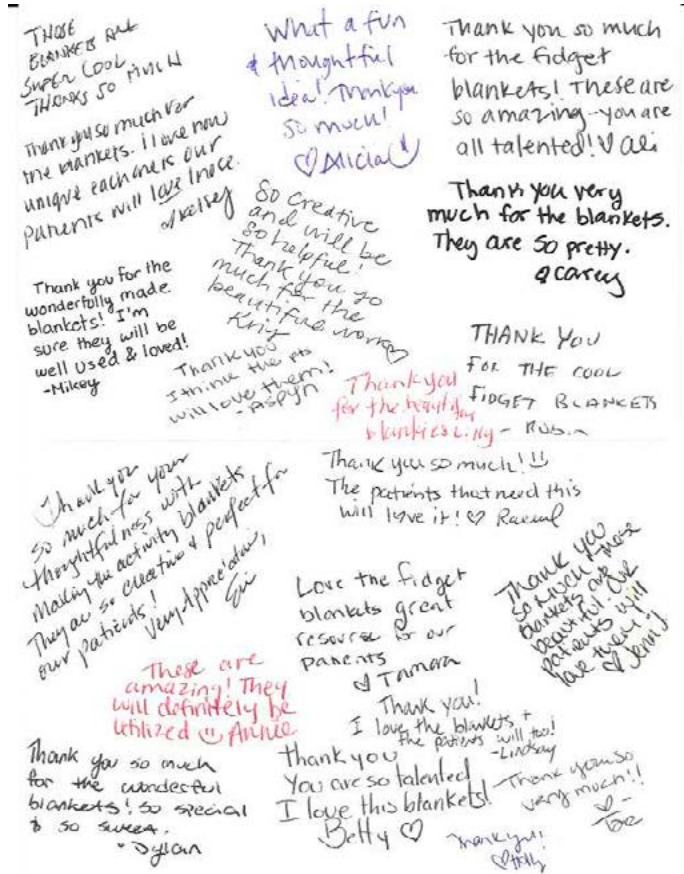 THESE
BLANKETS ARE
SUPER COOL
THANKS SO MUCH
What a fun
& thoughtful
idea! Thank you
so much!
♡ Alicia
Thank you so much
for the fidget
blankets! These are
so amazing - you are
all talented! ♡ Ali
Thank you so much for
the blankets. I love how
unique each one is our
patients will love these.
♡ Kelsey
So creative
and will be
so helpful!
Thank you so
much for the
beautiful work
♡
Thank you very
much for the blankets.
They are so pretty.
♡ Carey
Thank you for the
wonderfully made
blankets! I'm
sure they will be
well used & loved!
-Mikey
Thank you
I think the pts
will love them!
- Aspyn
Thank you
for the beautiful
blankies
THANK YOU
FOR THE COOL
FIDGET BLANKETS
- ROBIN
Thank you so much! ☺
The patients that need this
will love it! ♡ Rachel
Thank you
so much for your
thoughtfulness with
making the activity blankets
They are so creative & perfect for
our patients!
Very Appreciative,
Love the fidget
blankets great
resource for our
patients
♡ Tamara
Thank you
so much these
blankets are
beautiful. Our
patients will
love them :)
♡ Jenny
These are
amazing! They
will definitely be
utilized ☺ Annie
Thank you!
I love the blankets +
the patients will too!
-Lindsay
Thank you so much
for the wonderful
blankets! So special
& so sweet.
- Dylan
Thank you
You are so talented
I love this blankets!
Betty ♡
Thank you so
very much!!
♡ -
Thank you!
♡ Holly